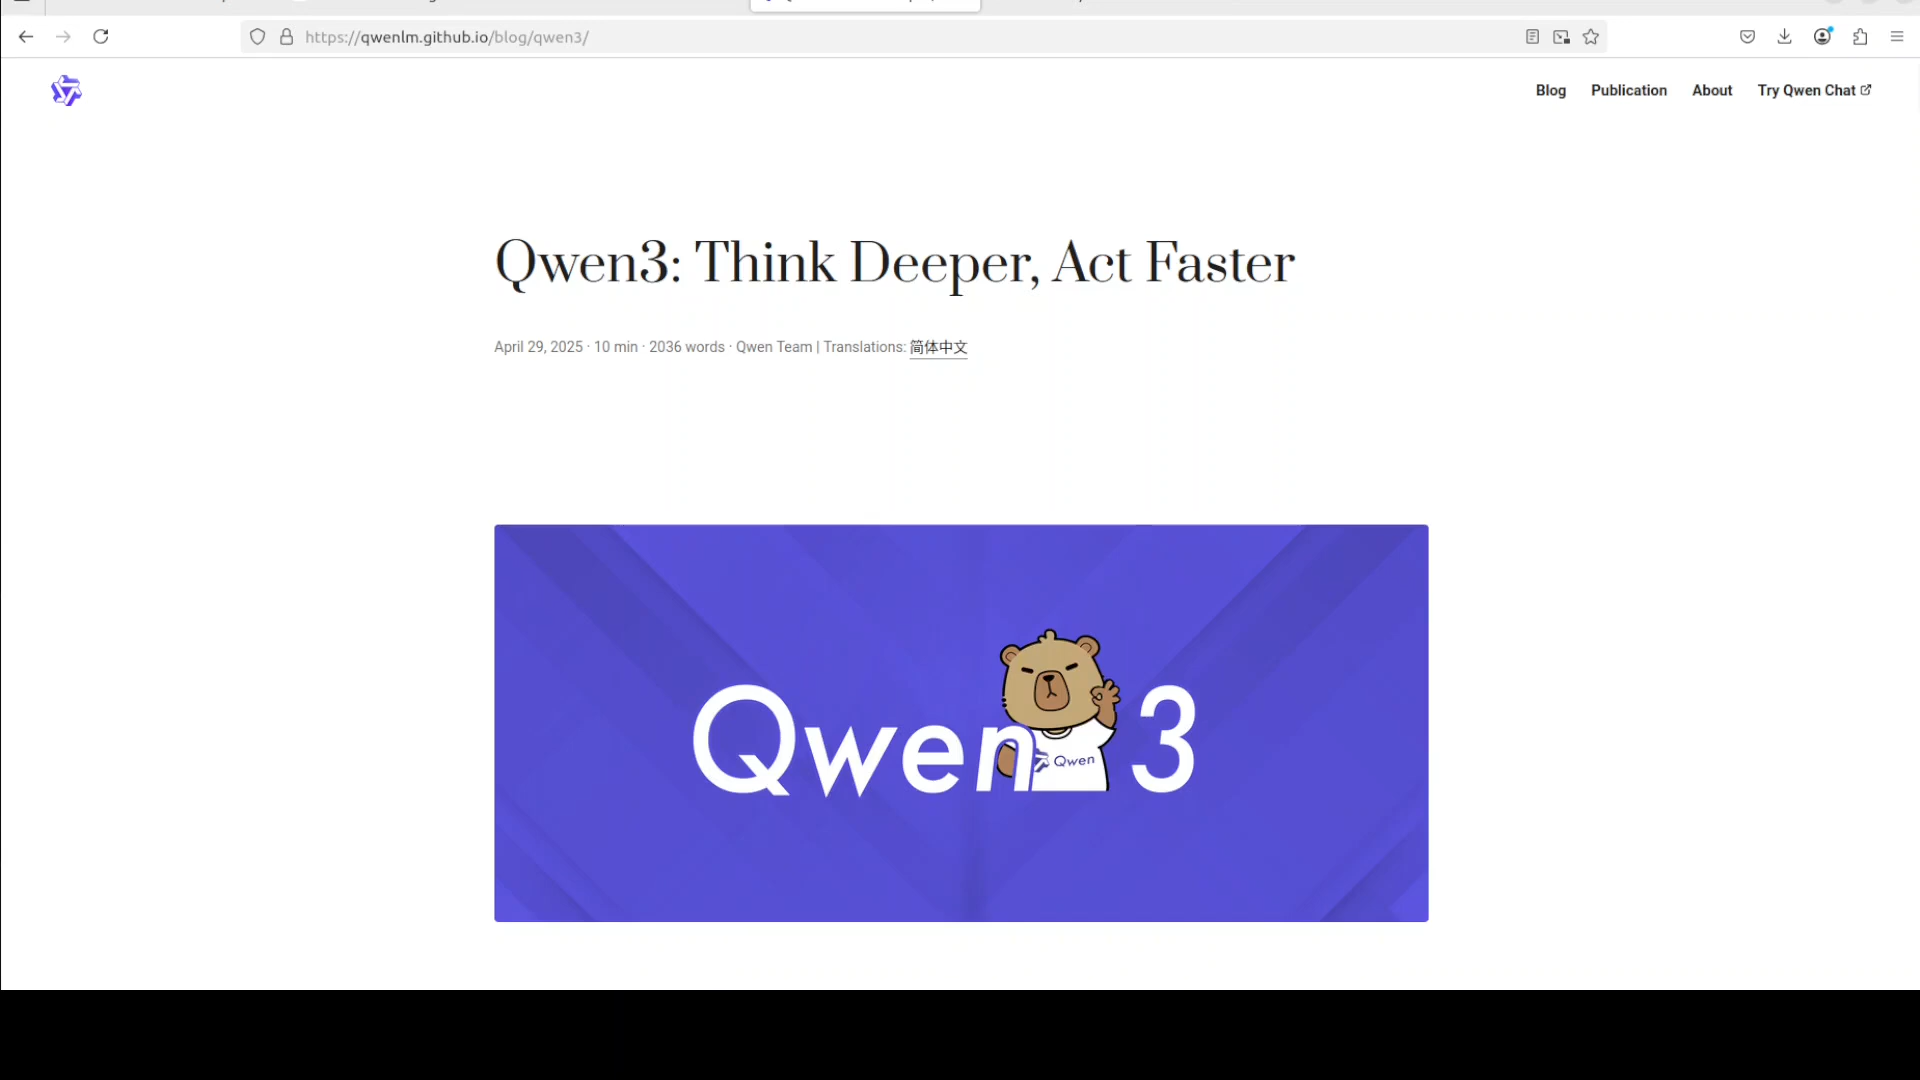 https://qwenlm.github.io/blog/qwen3/
Blog Publication About Try Qwen Chat
Qwen3: Think Deeper, Act Faster
April 29, 2025 · 10 min · 2036 words · Qwen Team | Translations: 简体中文
Qwen 3
Qwen